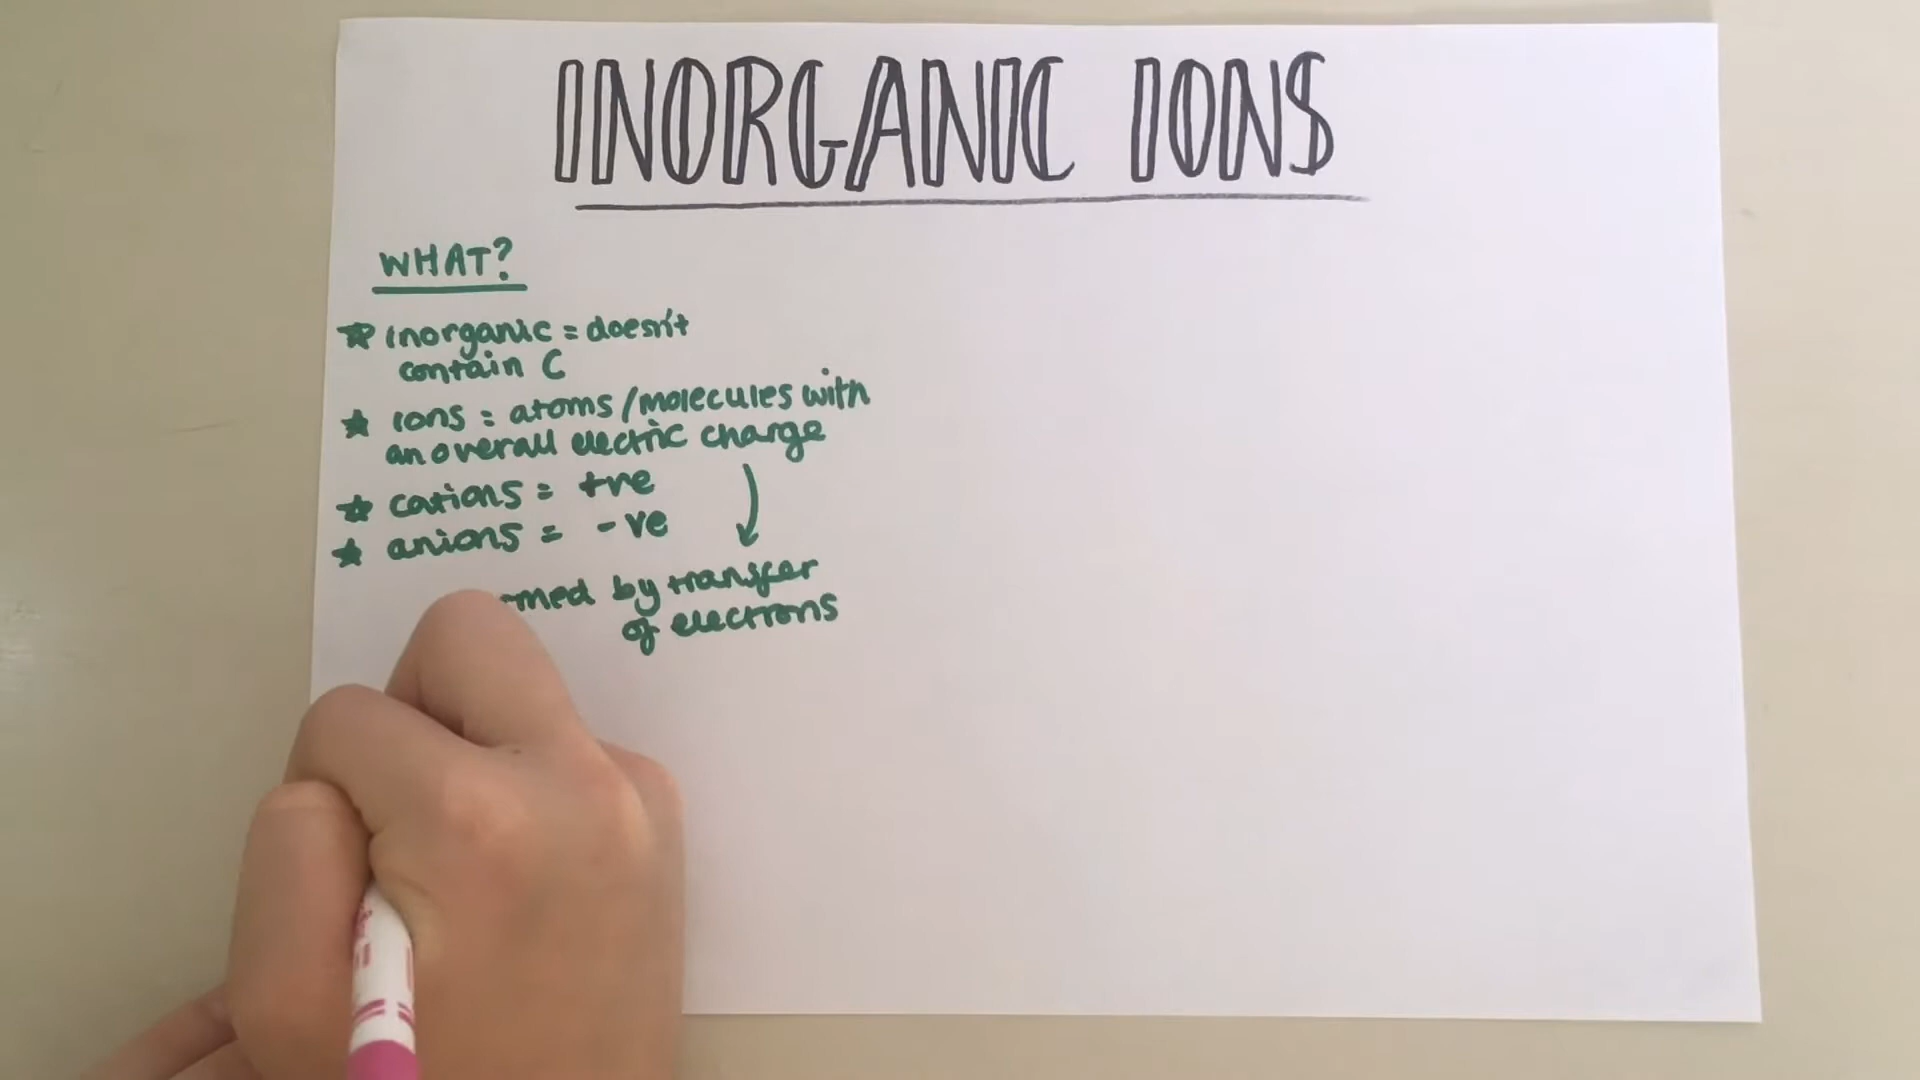 INORGANIC IONS
WHAT?
★ inorganic = doesn't
contain C
★ ions = atoms/molecules with
an overall electric charge
★ cations = +ve
★ anions = -ve
by transfer
of electrons